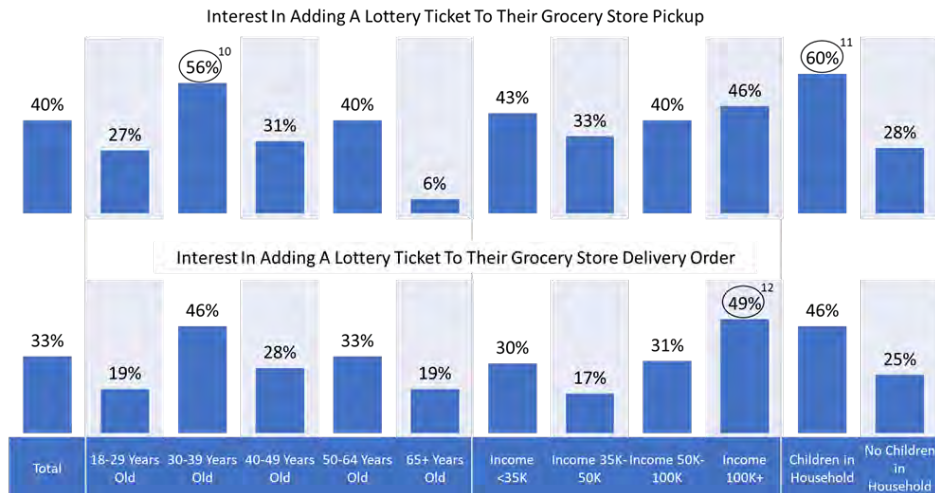 Interest In Adding A Lottery Ticket To Their Grocery Store Pickup
40%
27%
56%
10
31%
40%
6%
43%
33%
40%
46%
60%
11
28%
Interest In Adding A Lottery Ticket To Their Grocery Store Delivery Order
33%
19%
46%
28%
33%
19%
30%
17%
31%
49%
12
46%
25%
Total
18-29 Years
Old
30-39 Years
Old
40-49 Years
Old
50-64 Years
Old
65+ Years
Old
Income
<35K
Income 35K-
50K
Income 50K-
100K
Income
100K+
Children in
Household
No Children
in
Household